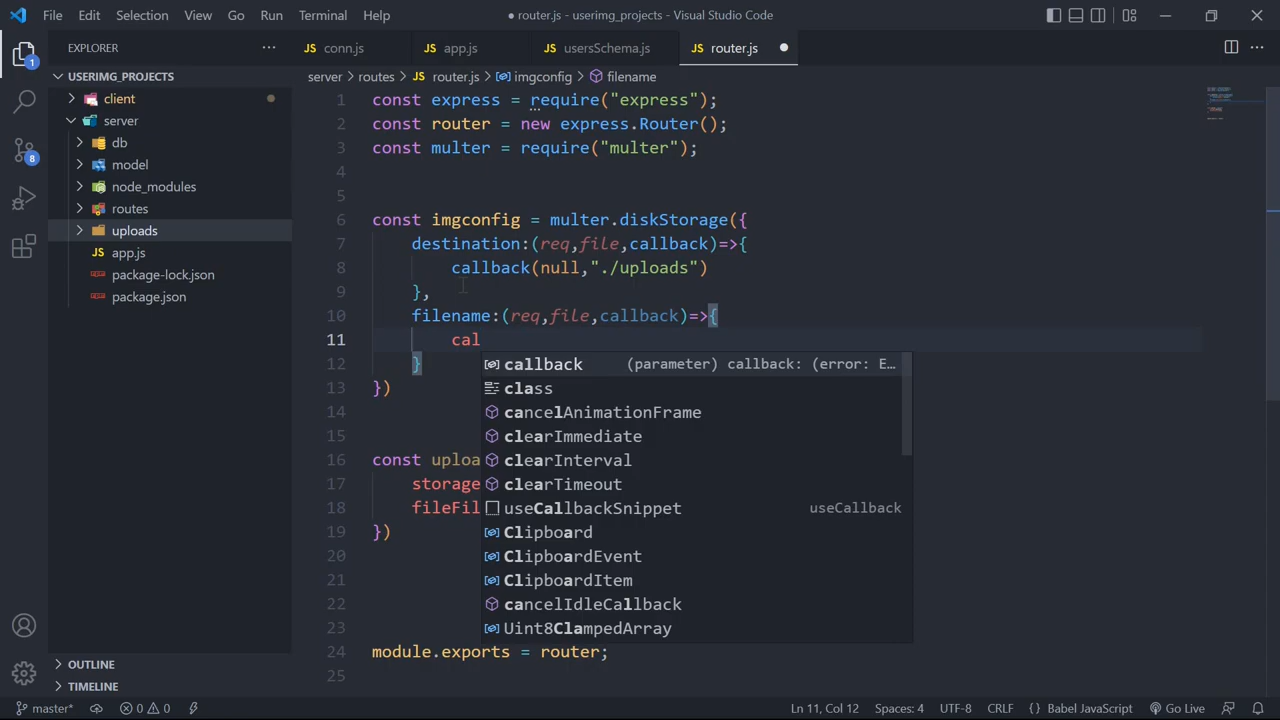 File Edit Selection View Go Run Terminal Help
● router.js - userimg_projects - Visual Studio Code
EXPLORER
JS conn.js
JS app.js
JS usersSchema.js
JS router.js ●
USERIMG_PROJECTS
client
server
db
model
node_modules
routes
uploads
JS app.js
package-lock.json
package.json
OUTLINE
TIMELINE
1
8
server > routes > JS router.js > imgconfig > filename
1 const express = require("express");
2 const router = new express.Router();
3 const multer = require("multer");
4
5
6 const imgconfig = multer.diskStorage({
7 destination:(req,file,callback)=>{
8 callback(null,"./uploads")
9 },
10 filename:(req,file,callback)=>{
11 cal
12 }
13 })
14
15
16 const uploa
17 storage
18 fileFil
19 })
20
21
22
23
24 module.exports = router;
25
callback (parameter) callback: (error: E…
class
cancelAnimationFrame
clearImmediate
clearInterval
clearTimeout
useCallbackSnippet useCallback
Clipboard
ClipboardEvent
ClipboardItem
cancelIdleCallback
Uint8ClampedArray
master* 0 0 Ln 11, Col 12 Spaces: 4 UTF-8 CRLF {} Babel JavaScript Go Live